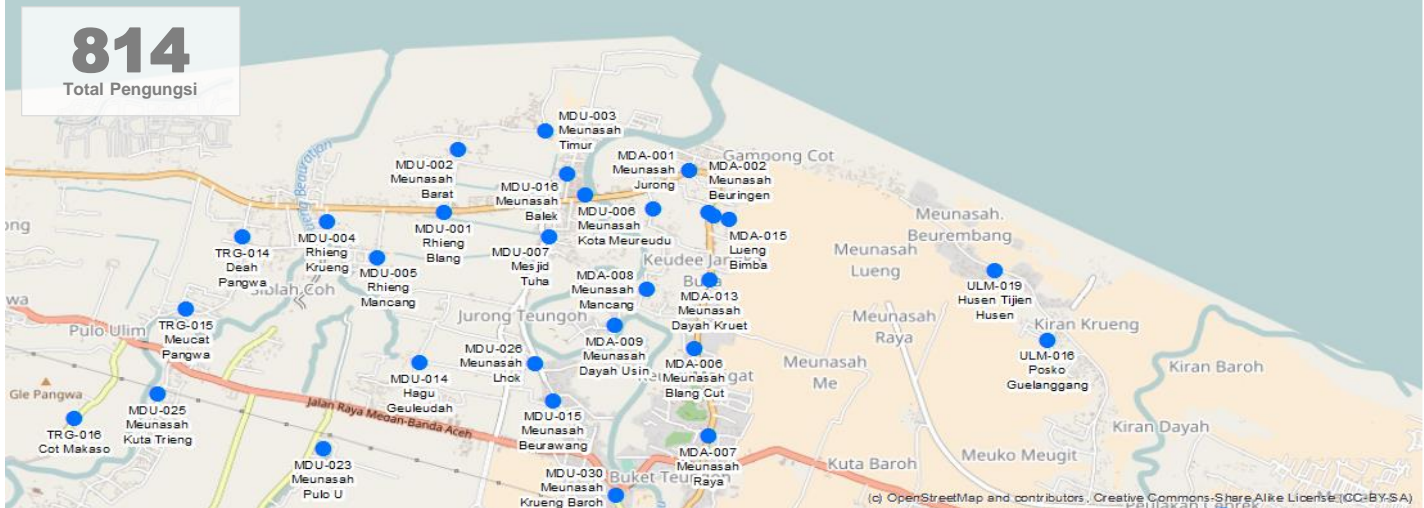 814
Total Pengungsi
MDU-003
Meunasah
Timur
MDU-002
Meunasah
Barat
MDU-016
Meunasah
Balek
MDA-001
Meunasah
Jurong
Gampong Cot
MDA-002
Meunasah
Beuringen
MDU-004
Rhieng
Krueng
MDU-001
Rhieng
Blang
MDU-006
Meunasah
Kota Meureudu
MDA-015
Lueng
Bimba
Meunasah.
Beurembang
TRG-014
Deah
Pangwa
MDU-005
Rhieng
Mancang
MDU-007
Mesjid
Tuha
MDA-008
Meunasah
Mancang
Keudee
MDA-013
Meunasah
Dayah Kruet
Meunasah
Lueng
ULM-019
Husen Tijien
Husen
TRG-015
Meucat
Pangwa
Pulo Ulim
Jurong Teungoh
MDA-009
Meunasah
Dayah Usin
Meunasah
Raya
Kiran Krueng
MDU-014
Hagu
Geuleudah
MDU-026
Meunasah
Lhok
MDA-006
Meunasah
Blang Cut
Meunasah
Me
ULM-016
Posko
Guelanggang
Kiran Baroh
Gle Pangwa
TRG-016
Cot Makaso
MDU-025
Meunasah
Kuta Trieng
Jalan Raya Medan-Banda Aceh
MDU-015
Meunasah
Beurawang
Kiran Dayah
MDU-023
Meunasah
Pulo U
MDU-030
Meunasah
Krueng Baroh
Buket Teungoh
MDA-007
Meunasah
Raya
Kuta Baroh
Meuko Meugit
(c) OpenStreetMap and contributors, Creative Commons-Share Alike License (CC-BY-SA)